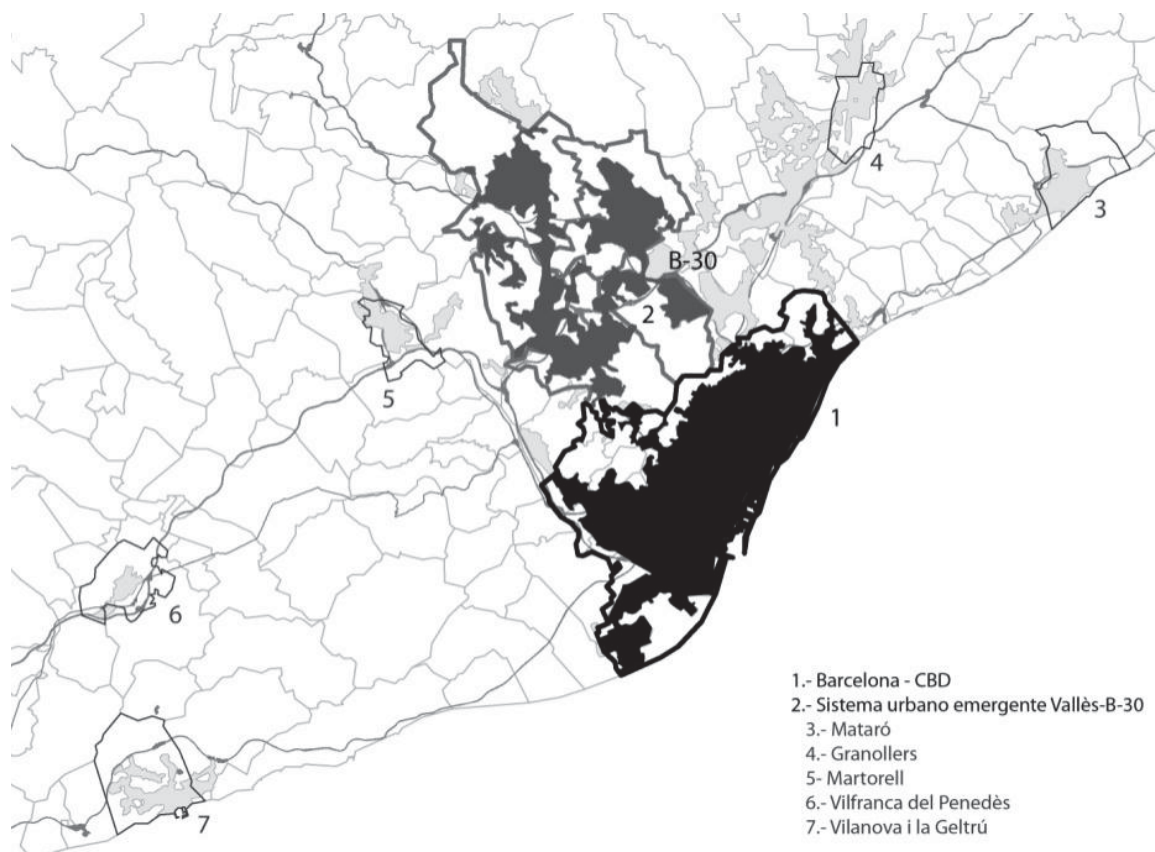 4
3
B-30
2
5
1
6
7
1.- Barcelona - CBD
2.- Sistema urbano emergente Vallès-B-30
3.- Mataró
4.- Granollers
5- Martorell
6.- Vilfranca del Penedès
7.- Vilanova i la Geltrú